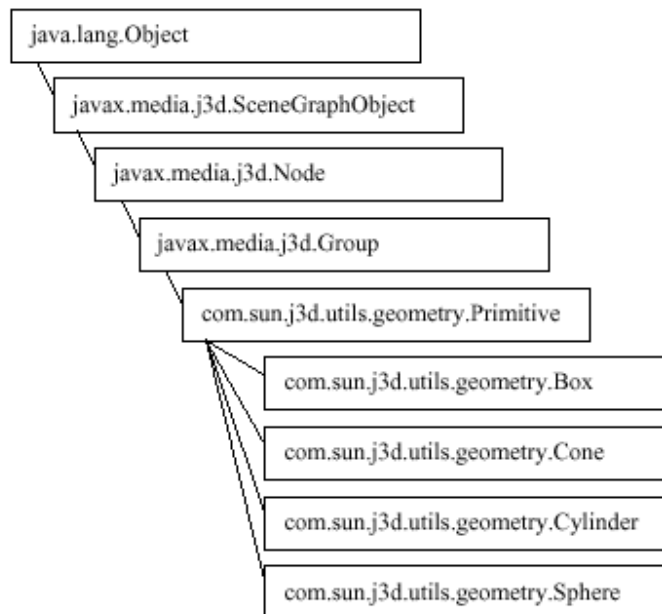 java.lang.Object
javax.media.j3d.SceneGraphObject
javax.media.j3d.Node
javax.media.j3d.Group
com.sun.j3d.utils.geometry.Primitive
com.sun.j3d.utils.geometry.Box
com.sun.j3d.utils.geometry.Cone
com.sun.j3d.utils.geometry.Cylinder
com.sun.j3d.utils.geometry.Sphere